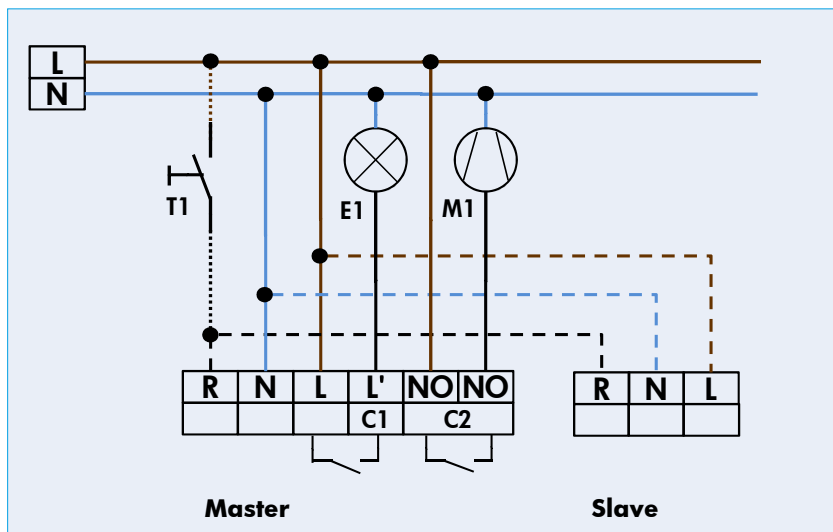 L
N
T1
E1
M1
R N L L' NO NO
C1 C2
R N L
Master
Slave